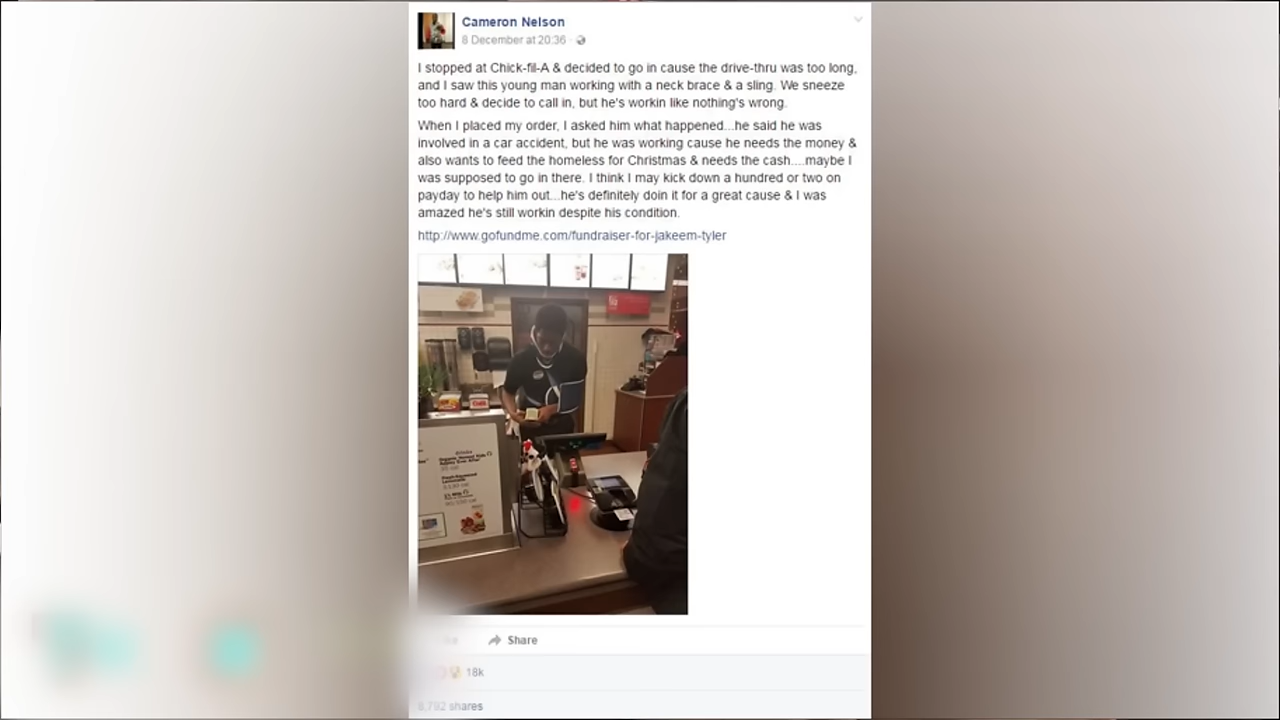 Cameron Nelson
8 December at 20:36
I stopped at Chick-fil-A & decided to go in cause the drive-thru was too long,
and I saw this young man working with a neck brace & a sling. We sneeze
too hard & decide to call in, but he's workin like nothing's wrong.
When I placed my order, I asked him what happened...he said he was
involved in a car accident, but he was working cause he needs the money &
also wants to feed the homeless for Christmas & needs the cash....maybe I
was supposed to go in there. I think I may kick down a hundred or two on
payday to help him out...he's definitely doin it for a great cause & I was
amazed he's still workin despite his condition.
http://www.gofundme.com/fundraiser-for-jakeem-tyler
Share
18k
8,792 shares